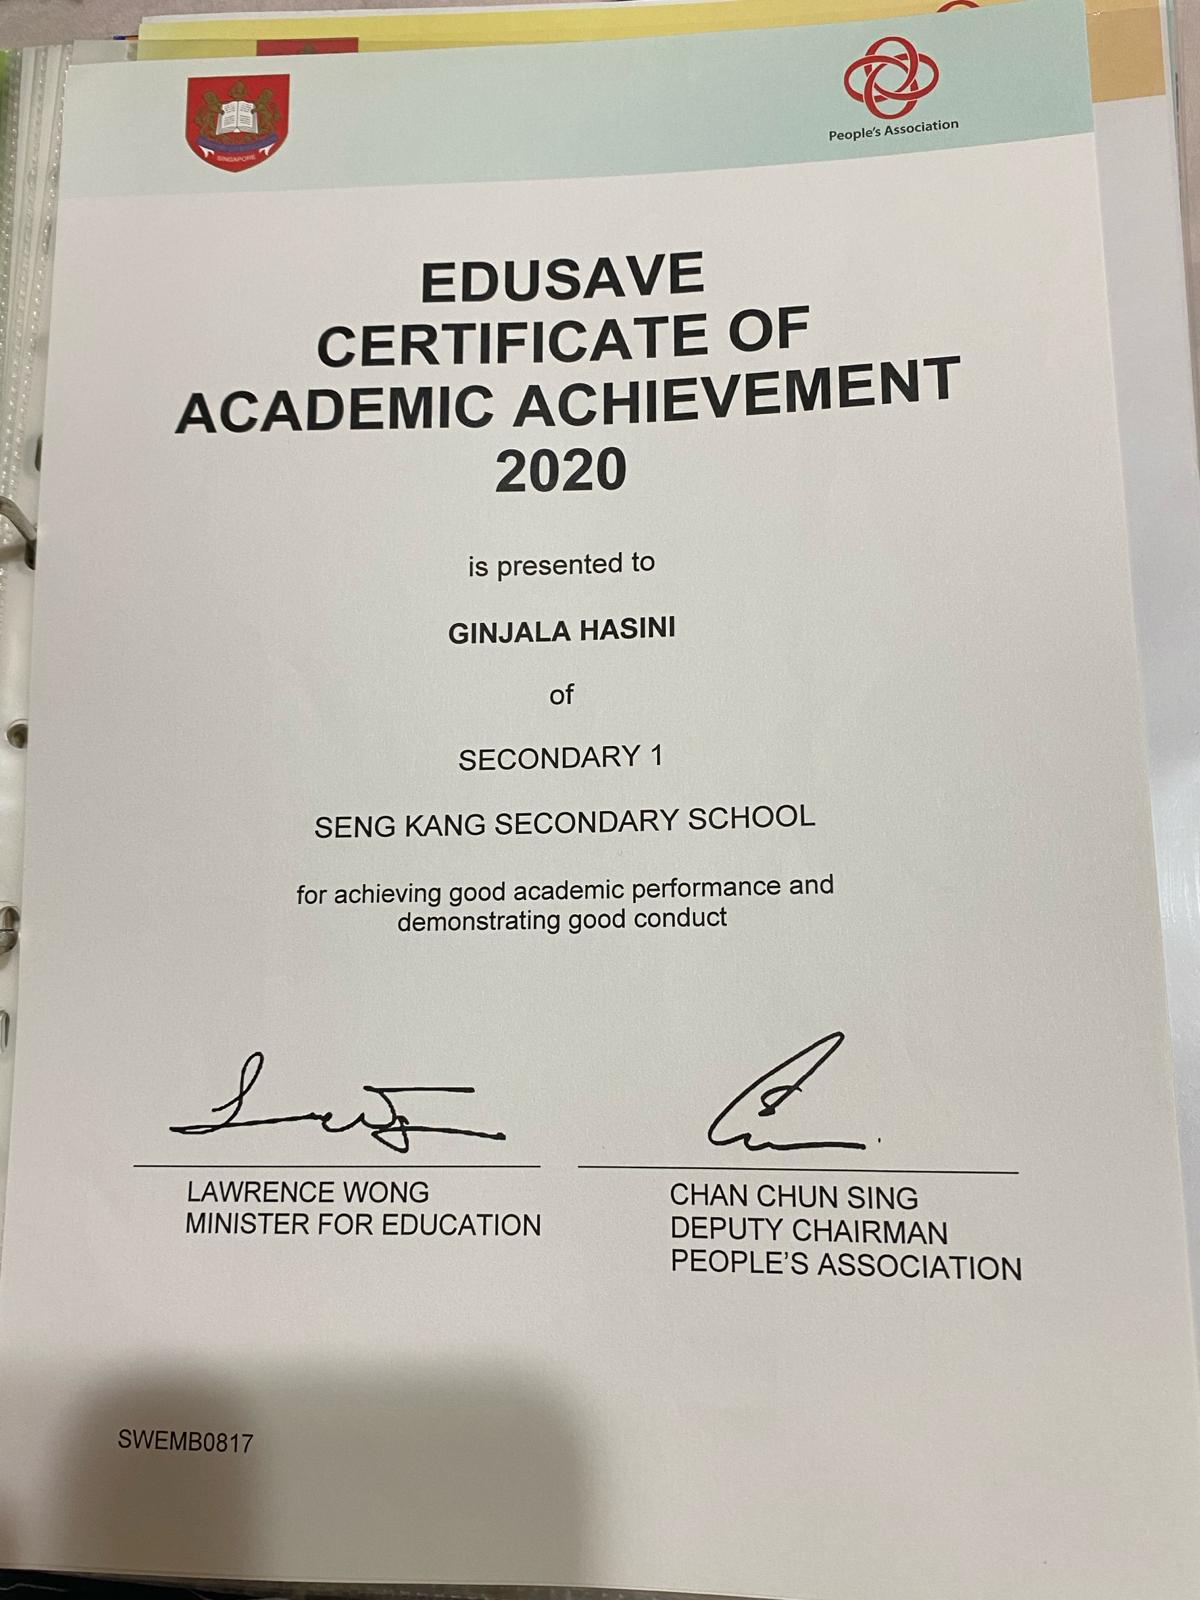 SINGAPORE
People's Association
EDUSAVE
CERTIFICATE OF
ACADEMIC ACHIEVEMENT
2020
is presented to
GINJALA HASINI
of
SECONDARY 1
SENG KANG SECONDARY SCHOOL
for achieving good academic performance and
demonstrating good conduct
LAWRENCE WONG
MINISTER FOR EDUCATION
CHAN CHUN SING
DEPUTY CHAIRMAN
PEOPLE'S ASSOCIATION
SWEMB0817